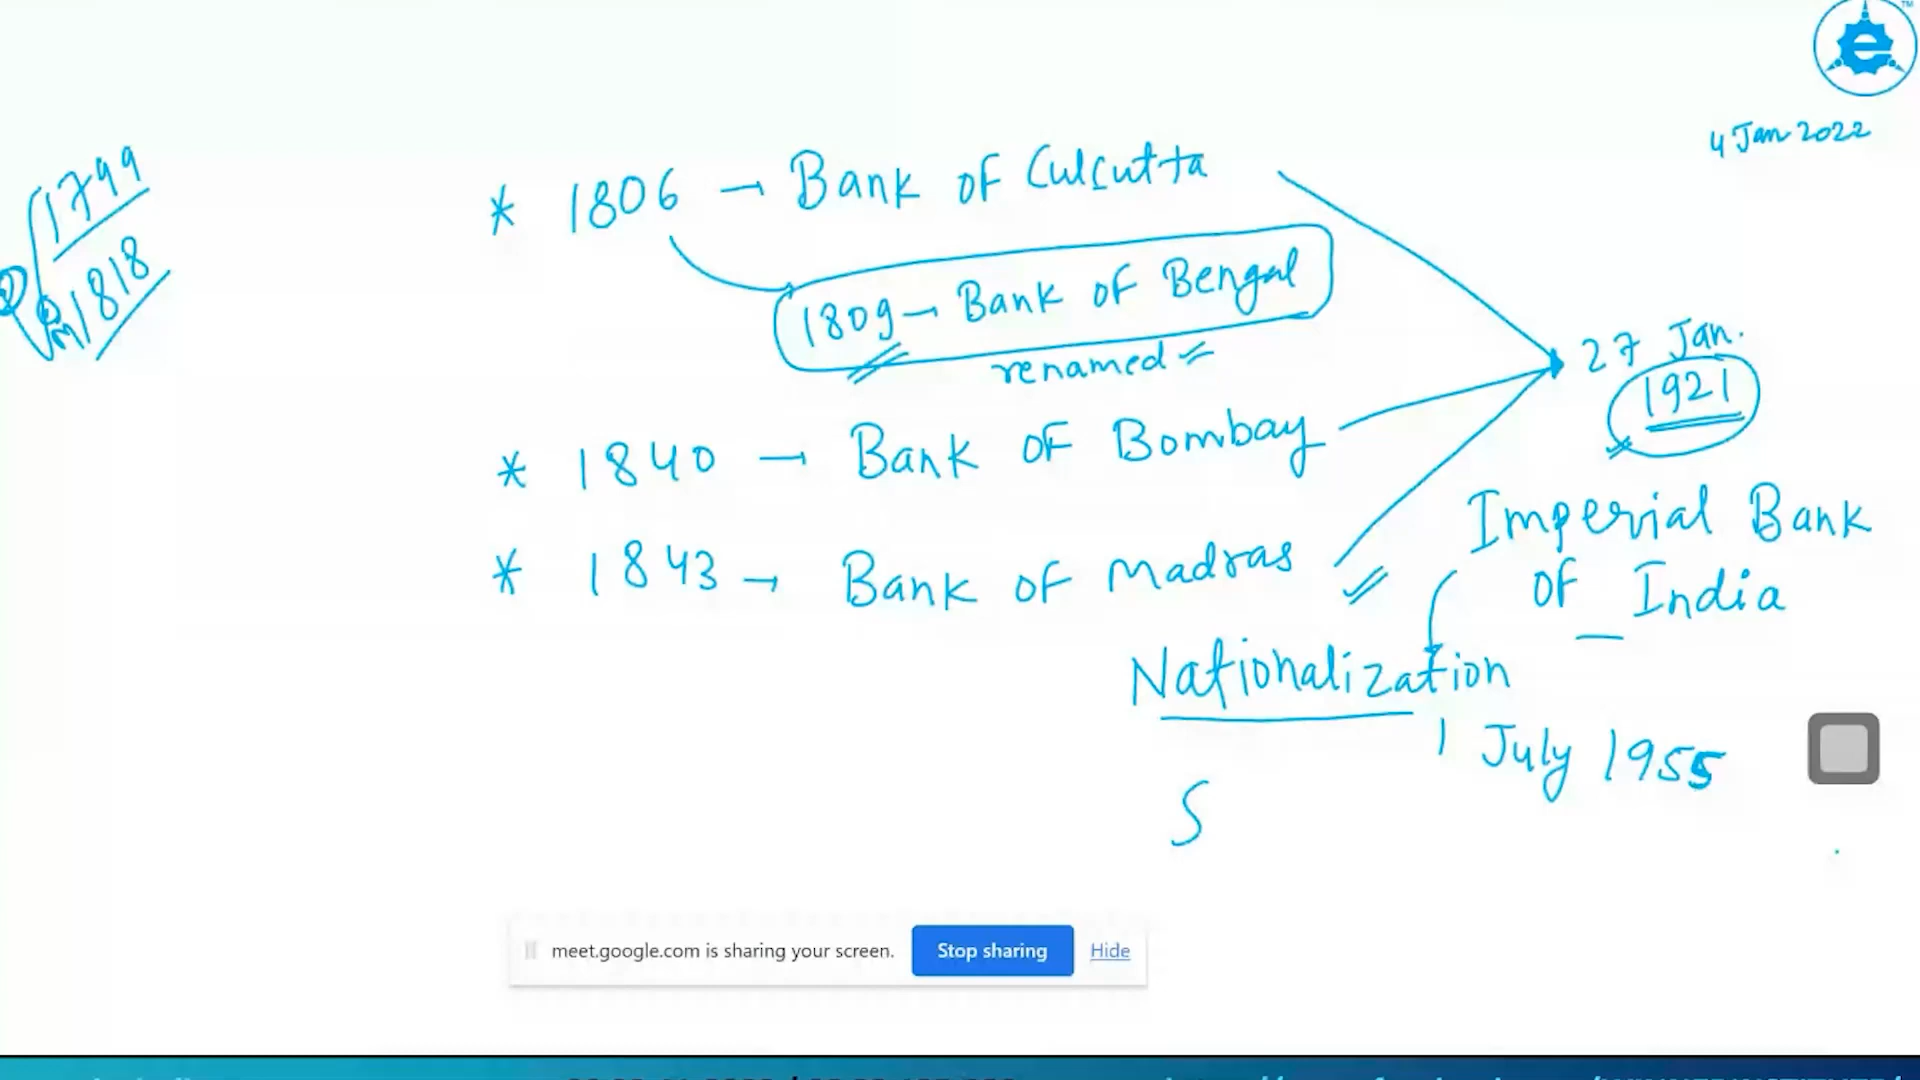 4 Jan 2022
1799
1818
* 1806 → Bank of Culcutta
1809 → Bank of Bengal
renamed
* 1840 → Bank of Bombay
* 1843 → Bank of Madras
27 Jan.
1921
Imperial Bank
of India
Nationalization
1 July 1955
S
meet.google.com is sharing your screen. Stop sharing Hide